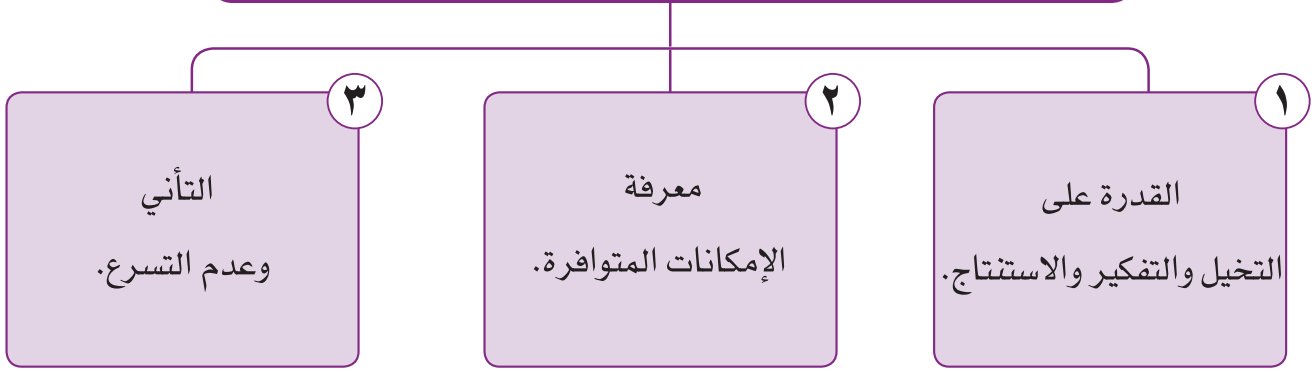 ١
القدرة على
التخيل والتفكير والاستنتاج.
٢
معرفة
الإمكانات المتوافرة.
٣
التأني
وعدم التسرع.